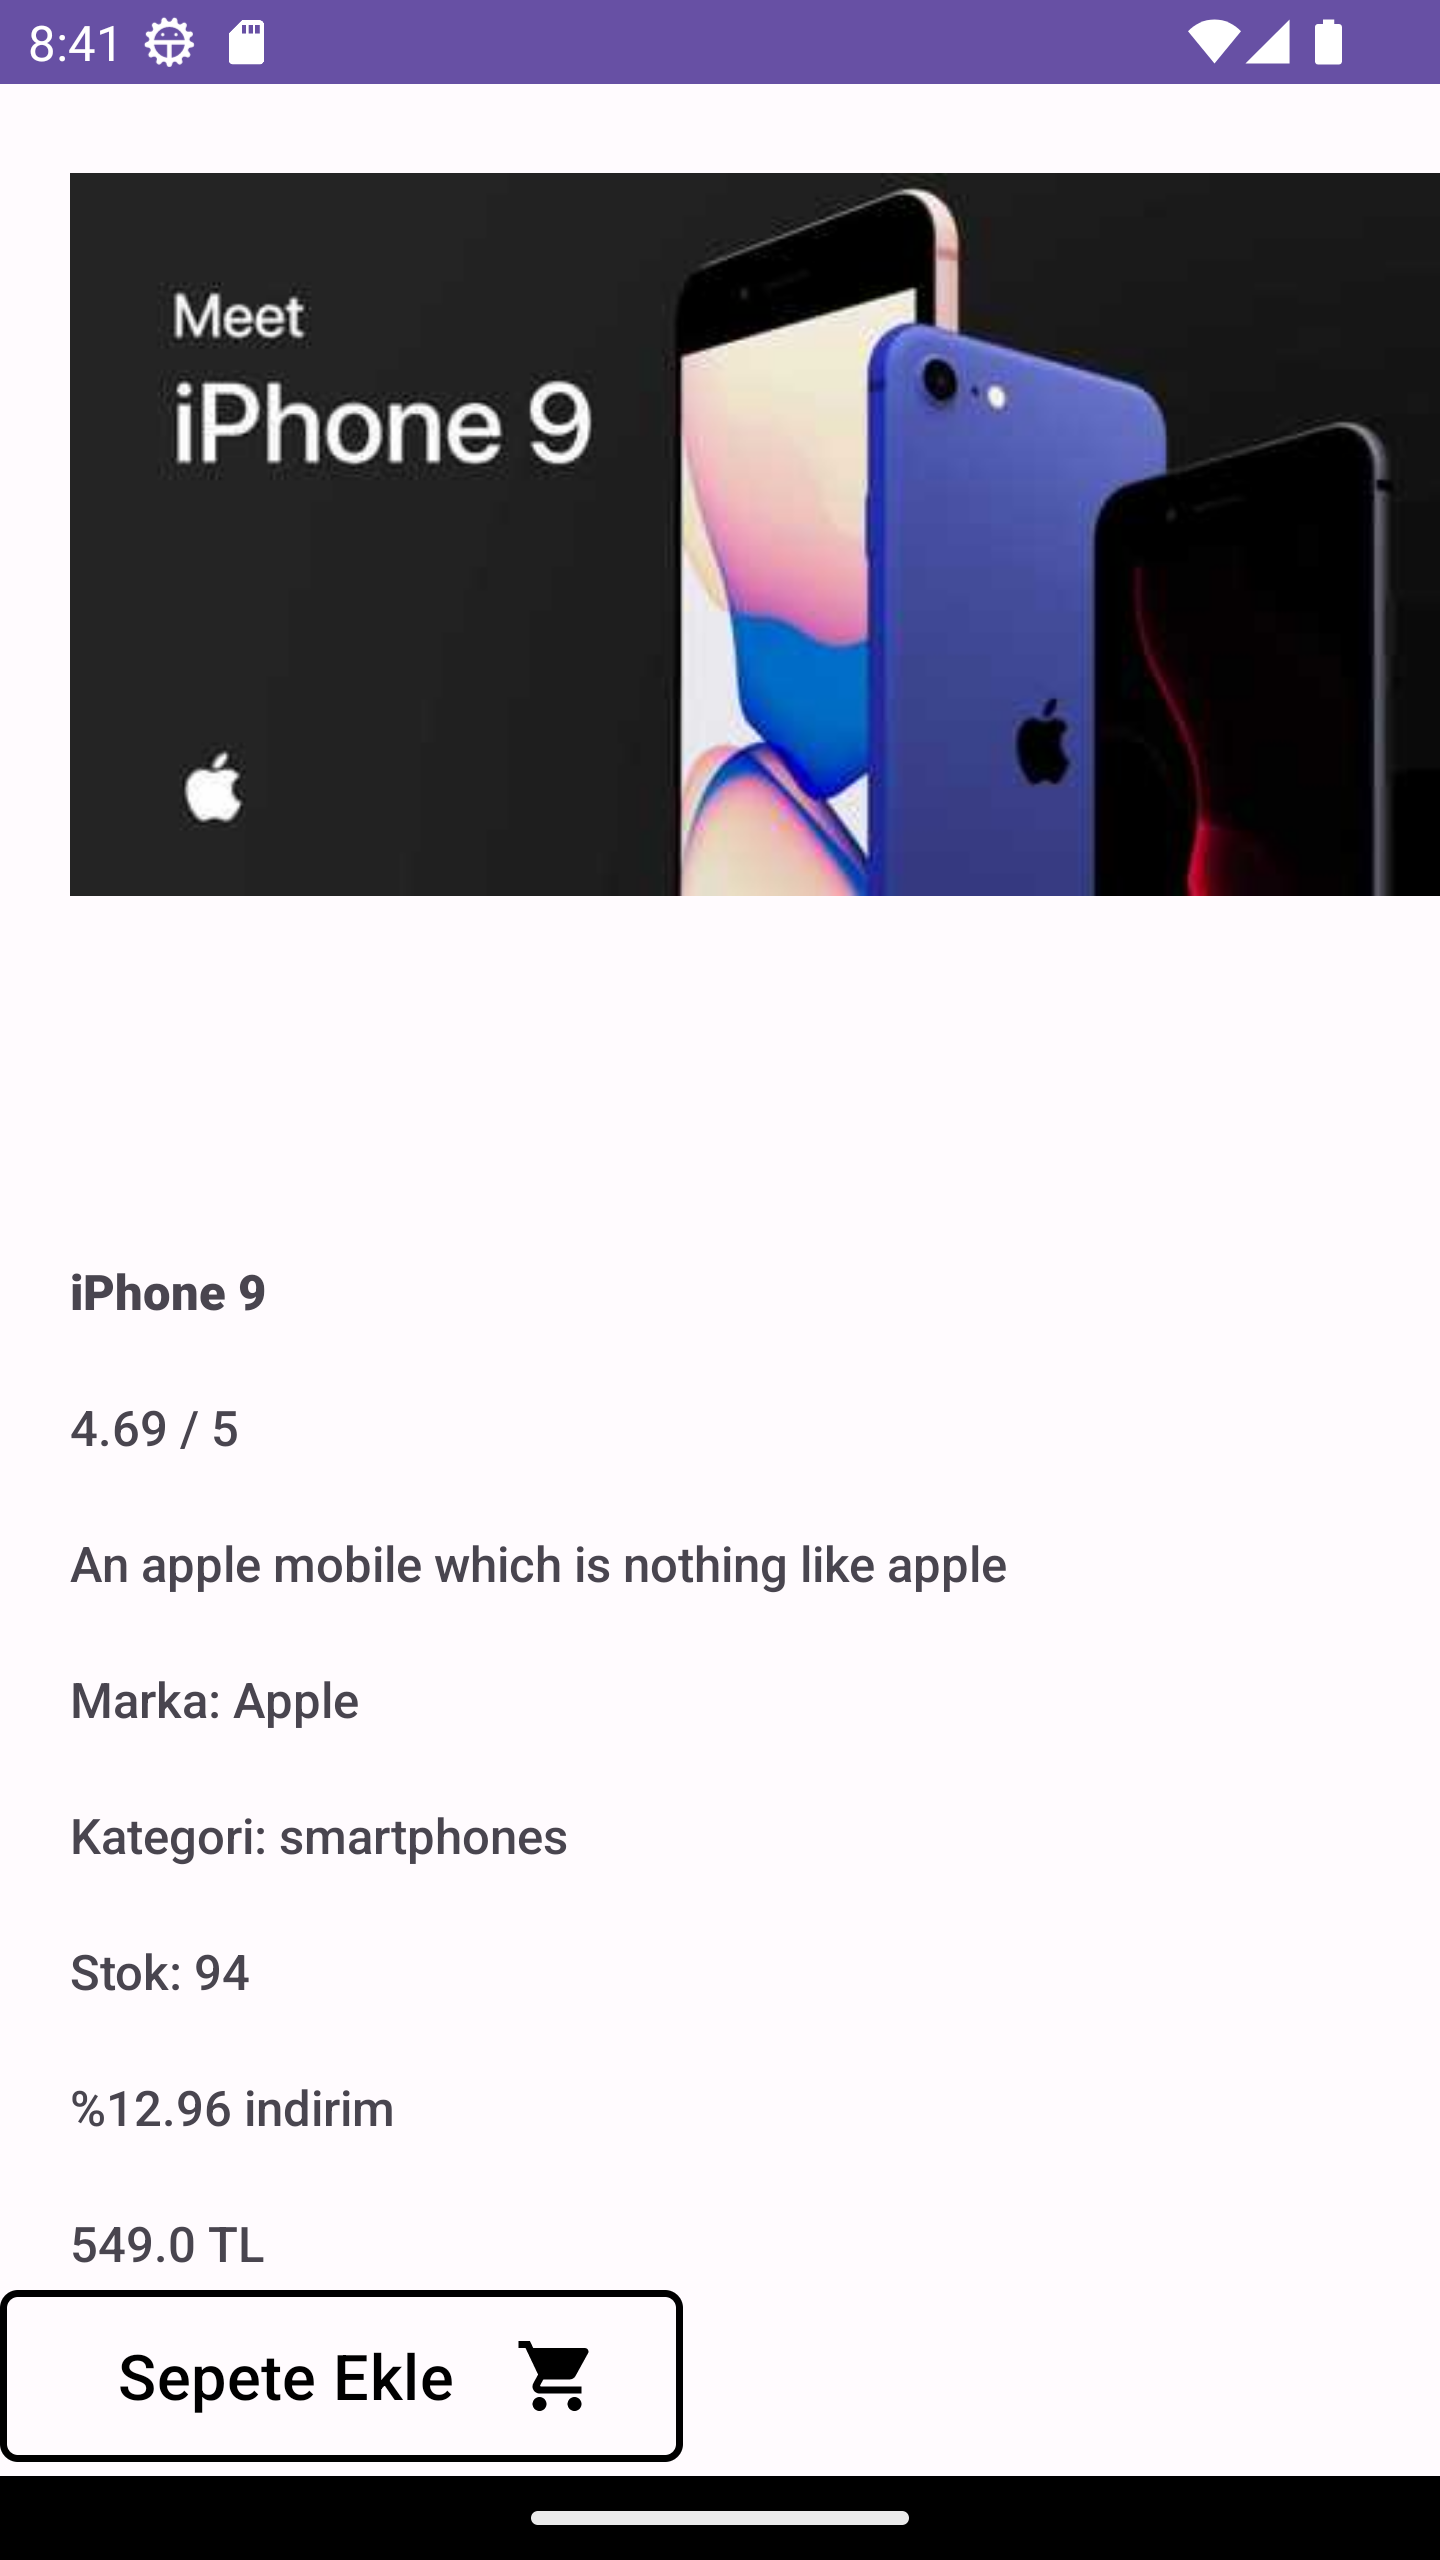 8:41
Meet
iPhone 9
iPhone 9
4.69 / 5
An apple mobile which is nothing like apple
Marka: Apple
Kategori: smartphones
Stok: 94
%12.96 indirim
549.0 TL
Sepete Ekle